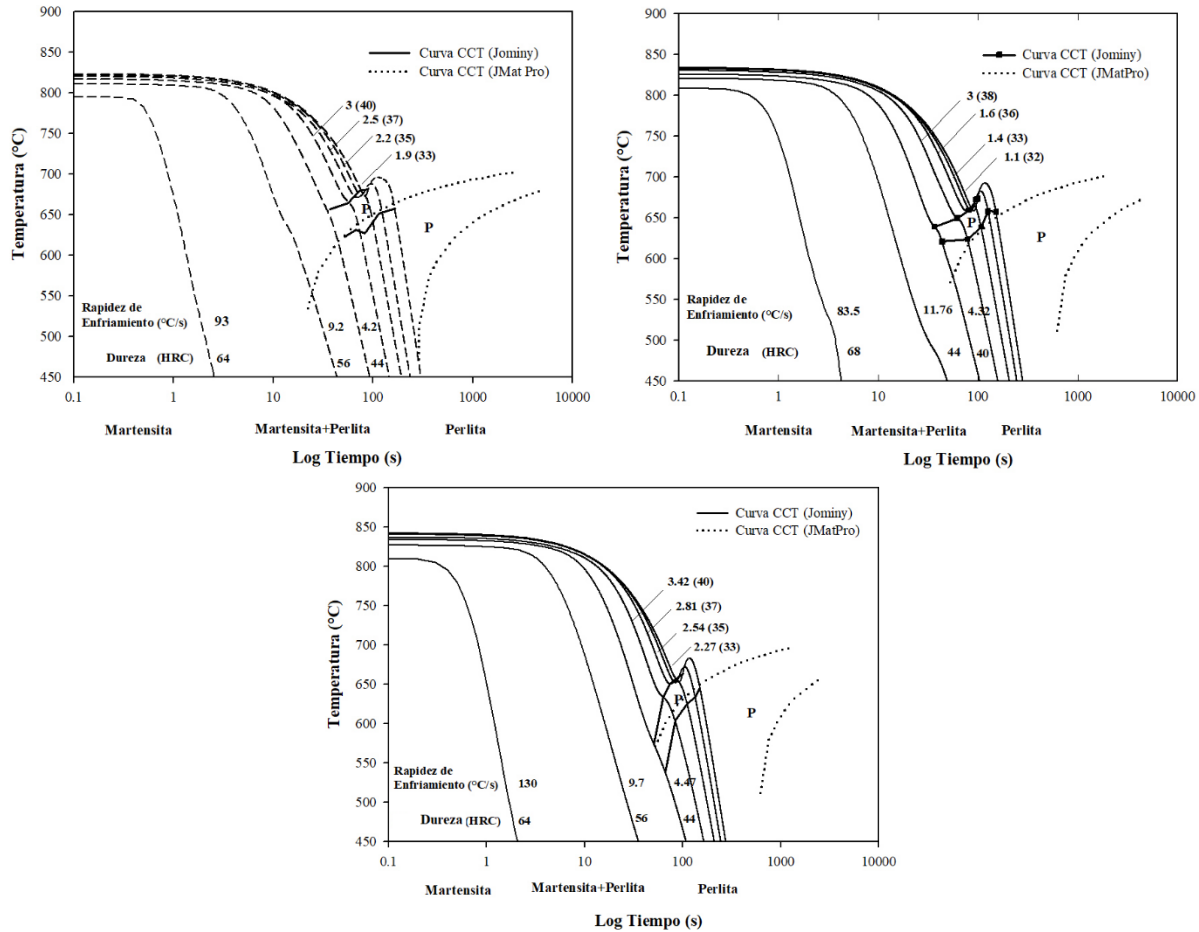 900
850
800
750
700
650
600
550
500
450
Temperatura (°C)
Curva CCT (Jominy)
Curva CCT (JMat Pro)
3 (40)
2.5 (37)
2.2 (35)
1.9 (33)
P
P
Rapidez de
Enfriamiento (°C/s)
93
9.2
4.2
Dureza (HRC)
64
56
44
0.1
1
10
100
1000
10000
Martensita
Martensita+Perlita
Perlita
Log Tiempo (s)
900
850
800
750
700
650
600
550
500
450
Temperatura (°C)
Curva CCT (Jominy)
Curva CCT (JMatPro)
3 (38)
1.6 (36)
1.4 (33)
1.1 (32)
P
P
Rapidez de
Enfriamiento (°C/s)
83.5
11.76
4.32
Dureza (HRC)
68
44
40
0.1
1
10
100
1000
10000
Martensita
Martensita+Perlita
Perlita
Log Tiempo (s)
900
850
800
750
700
650
600
550
500
450
Temperatura (°C)
Curva CCT (Jominy)
Curva CCT (JMatPro)
3.42 (40)
2.81 (37)
2.54 (35)
2.27 (33)
P
P
Rapidez de
Enfriamiento (°C/s)
130
9.7
4.47
Dureza (HRC)
64
56
44
0.1
1
10
100
1000
10000
Martensita
Martensita+Perlita
Perlita
Log Tiempo (s)